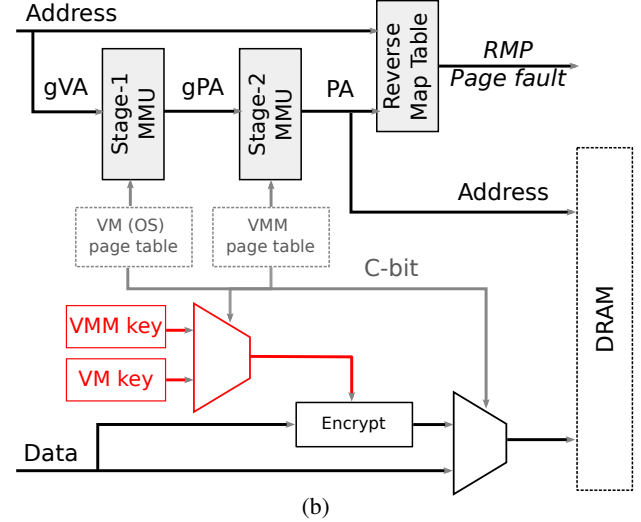 Address
gVA
Stage-1
MMU
gPA
Stage-2
MMU
PA
Reverse
Map Table
RMP
Page fault
Address
VM (OS)
page table
VMM
page table
C-bit
VMM key
VM key
Encrypt
Data
DRAM
(b)